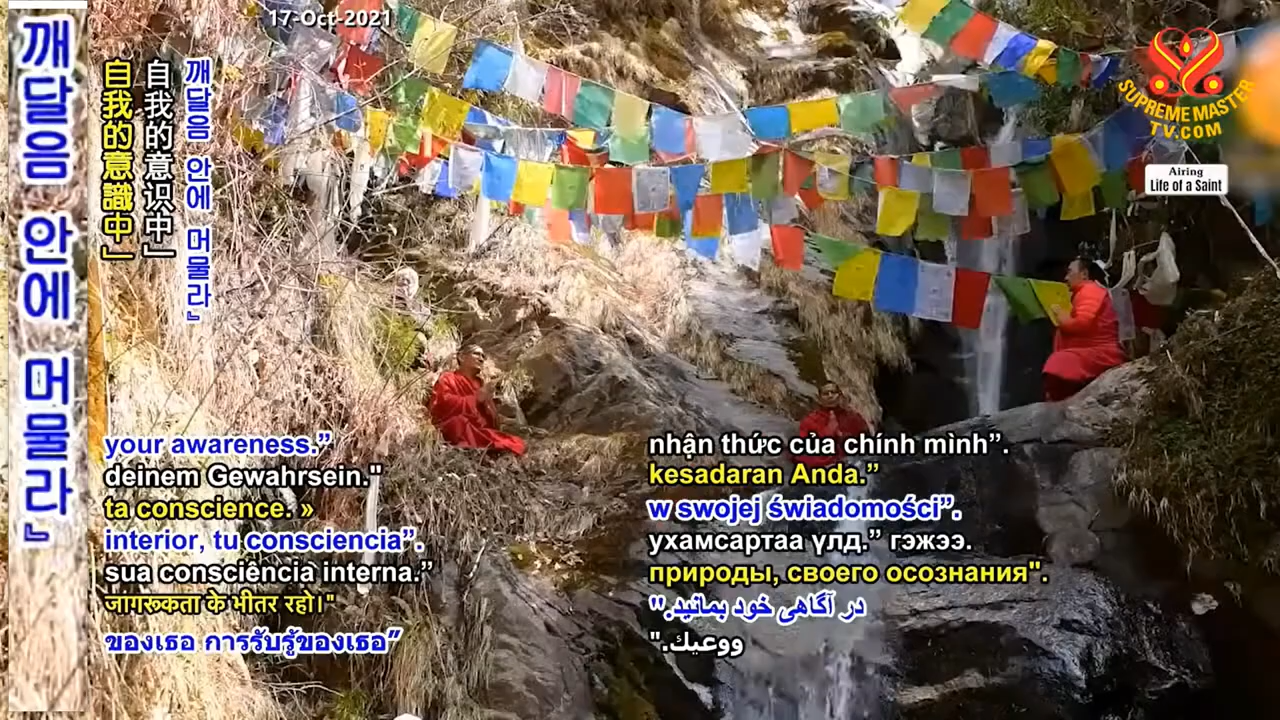 17-Oct-2021
SUPREME MASTER
TV.COM
Airing
Life of a Saint
깨달음 안에 머물라』
自我的意識中」
自我的意识中」
깨달음 안에 머물라』
your awareness.”
deinem Gewahrsein."
ta conscience. »
interior, tu consciencia”.
sua consciência interna.”
जागरूकता के भीतर रहो।"
ของเธอ การรับรู้ของเธอ”
nhận thức của chính mình”.
kesadaran Anda.”
w swojej świadomości”.
ухамсартаа үлд.” гэжээ.
природы, своего осознания".
در آگاهی خود بمانید."
ووعيك."